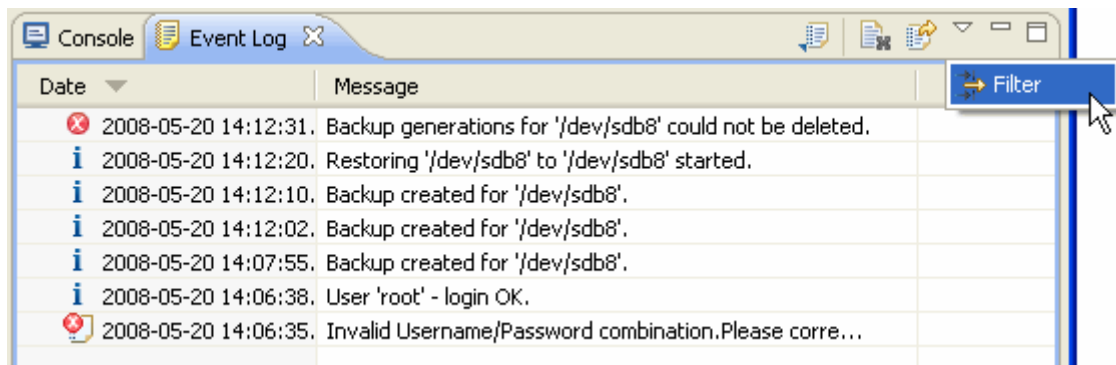 Console Event Log
Date Message
Filter
2008-05-20 14:12:31. Backup generations for '/dev/sdb8' could not be deleted.
2008-05-20 14:12:20. Restoring '/dev/sdb8' to '/dev/sdb8' started.
2008-05-20 14:12:10. Backup created for '/dev/sdb8'.
2008-05-20 14:12:02. Backup created for '/dev/sdb8'.
2008-05-20 14:07:55. Backup created for '/dev/sdb8'.
2008-05-20 14:06:38. User 'root' - login OK.
2008-05-20 14:06:35. Invalid Username/Password combination.Please corre...